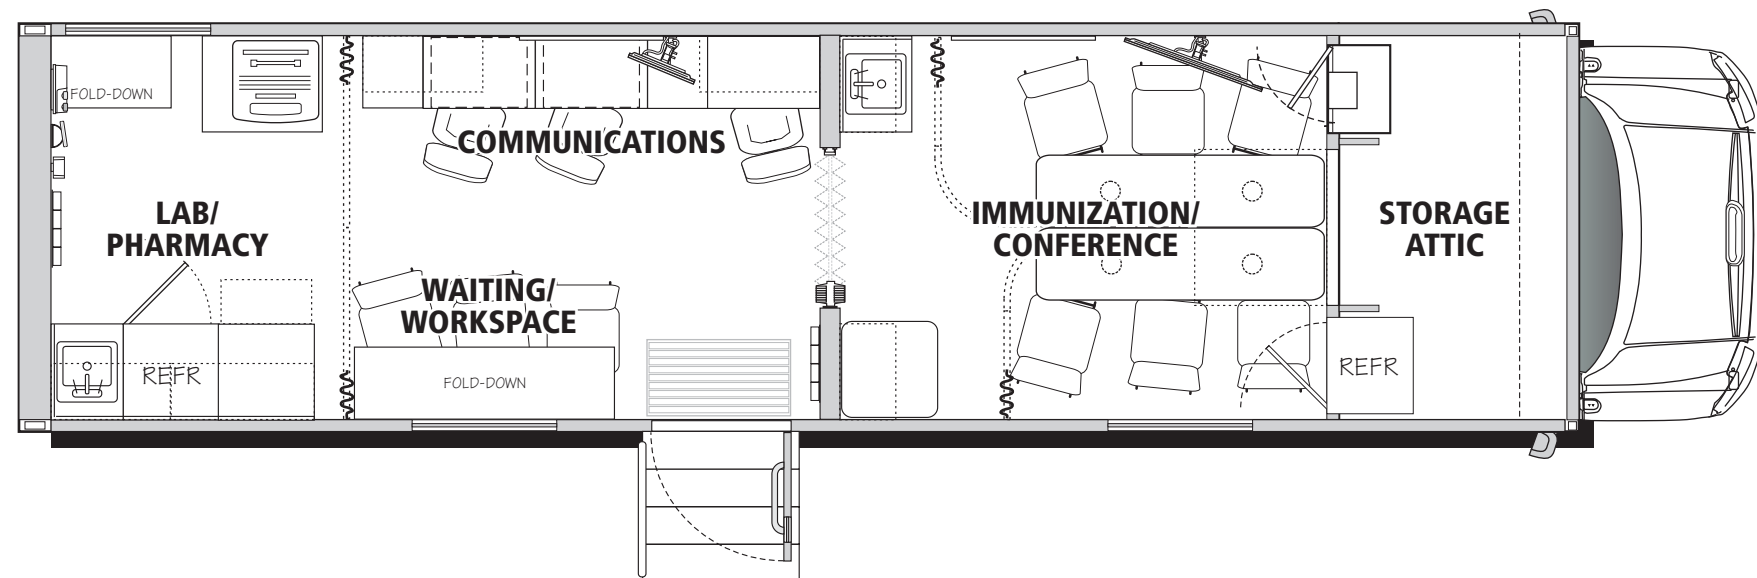 FOLD-DOWN
COMMUNICATIONS
LAB/
PHARMACY
IMMUNIZATION/
CONFERENCE
STORAGE
ATTIC
WAITING/
WORKSPACE
REFR
FOLD-DOWN
REFR